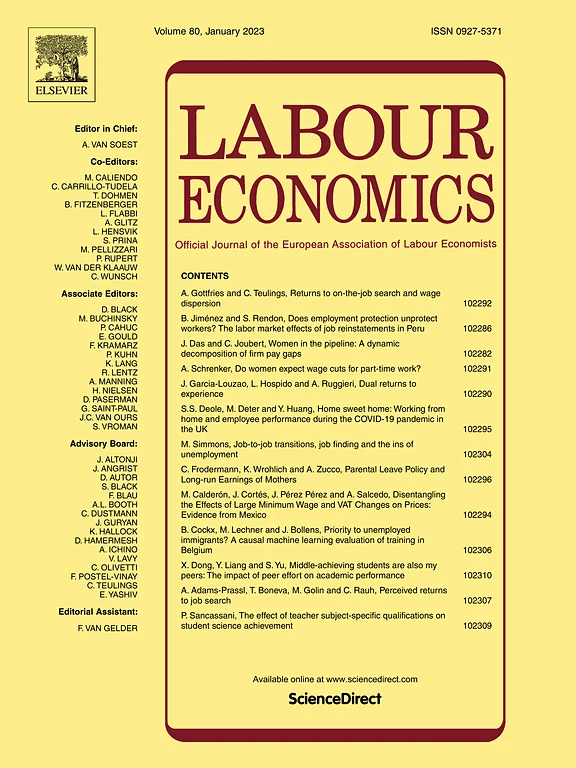 Volume 80, January 2023
ISSN 0927-5371
ELSEVIER
Editor in Chief:
A. VAN SOEST
Co-Editors:
M. CALIENDO
C. CARRILLO-TUDELA
T. DOHMEN
B. FITZENBERGER
L. FLABBI
A. GLITZ
L. HENSVIK
S. PRINA
M. PELLIZZARI
P. RUPERT
W. VAN DER KLAAUW
C. WUNSCH
Associate Editors:
D. BLACK
M. BUCHINSKY
P. CAHUC
E. GOULD
F. KRAMARZ
P. KUHN
K. LANG
R. LENTZ
A. MANNING
H. NIELSEN
D. PASERMAN
G. SAINT-PAUL
J.C. VAN OURS
S. VROMAN
Advisory Board:
J. ALTONJI
J. ANGRIST
D. AUTOR
S. BLACK
F. BLAU
A.L. BOOTH
C. DUSTMANN
J. GURYAN
K. HALLOCK
D. HAMERMESH
A. ICHINO
V. LAVY
C. OLIVETTI
F. POSTEL-VINAY
C. TEULINGS
E. YASHIV
Editorial Assistant:
F. VAN GELDER
LABOUR
ECONOMICS
Official Journal of the European Association of Labour Economists
CONTENTS
A. Gottfries and C. Teulings, Returns to on-the-job search and wage
dispersion 102292
B. Jiménez and S. Rendon, Does employment protection unprotect
workers? The labor market effects of job reinstatements in Peru 102286
J. Das and C. Joubert, Women in the pipeline: A dynamic
decomposition of firm pay gaps 102282
A. Schrenker, Do women expect wage cuts for part-time work? 102291
J. Garcia-Louzao, L. Hospido and A. Ruggieri, Dual returns to
experience 102290
S.S. Deole, M. Deter and Y. Huang, Home sweet home: Working from
home and employee performance during the COVID-19 pandemic in
the UK 102295
M. Simmons, Job-to-job transitions, job finding and the ins of
unemployment 102304
C. Frodermann, K. Wrohlich and A. Zucco, Parental Leave Policy and
Long-run Earnings of Mothers 102296
M. Calderón, J. Cortés, J. Pérez Pérez and A. Salcedo, Disentangling
the Effects of Large Minimum Wage and VAT Changes on Prices:
Evidence from Mexico 102294
B. Cockx, M. Lechner and J. Bollens, Priority to unemployed
immigrants? A causal machine learning evaluation of training in
Belgium 102306
X. Dong, Y. Liang and S. Yu, Middle-achieving students are also my
peers: The impact of peer effort on academic performance 102310
A. Adams-Prassl, T. Boneva, M. Golin and C. Rauh, Perceived returns
to job search 102307
P. Sancassani, The effect of teacher subject-specific qualifications on
student science achievement 102309
Available online at www.sciencedirect.com
ScienceDirect